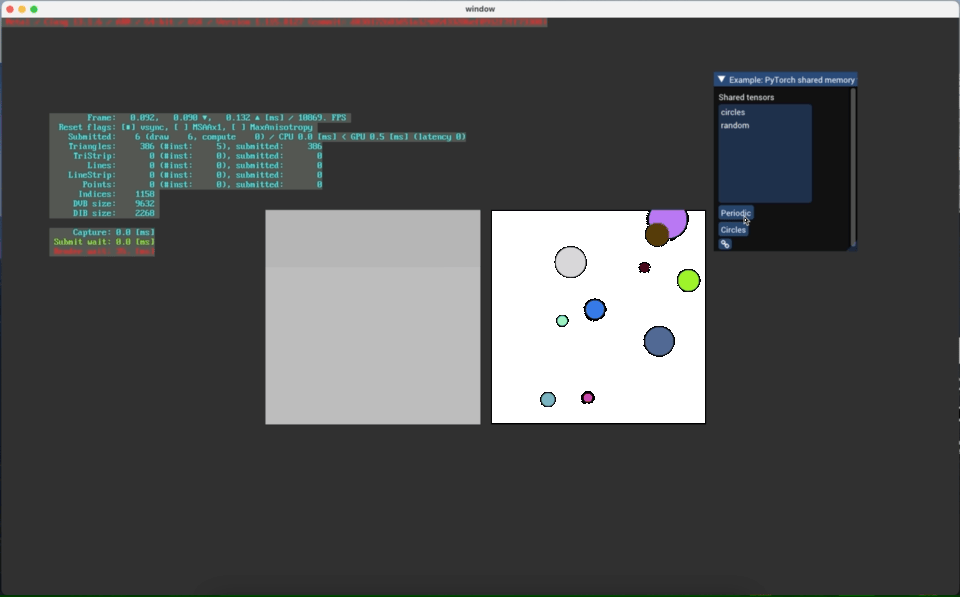 window
Example: PyTorch shared memory
Shared tensors
circles
random
Periodic
Circles
Frame: 0.092, 0.090 ▼, 0.132 ▲ [ms] / 10869. FPS
Reset flags: [■] vsync, [ ] MSAAx1, [ ] MaxAnisotropy
Submitted: 6 (draw 6, compute 0) / CPU 0.0 [ms] < GPU 0.5 [ms] (latency 0)
Triangles: 386 (#inst: 5), submitted: 386
TriStrip: 0 (#inst: 0), submitted: 0
Lines: 0 (#inst: 0), submitted: 0
LineStrip: 0 (#inst: 0), submitted: 0
Points: 0 (#inst: 0), submitted: 0
Indices: 1158
DVB size: 9632
DIB size: 2268
Capture: 0.0 [ms]
Submit wait: 0.0 [ms]